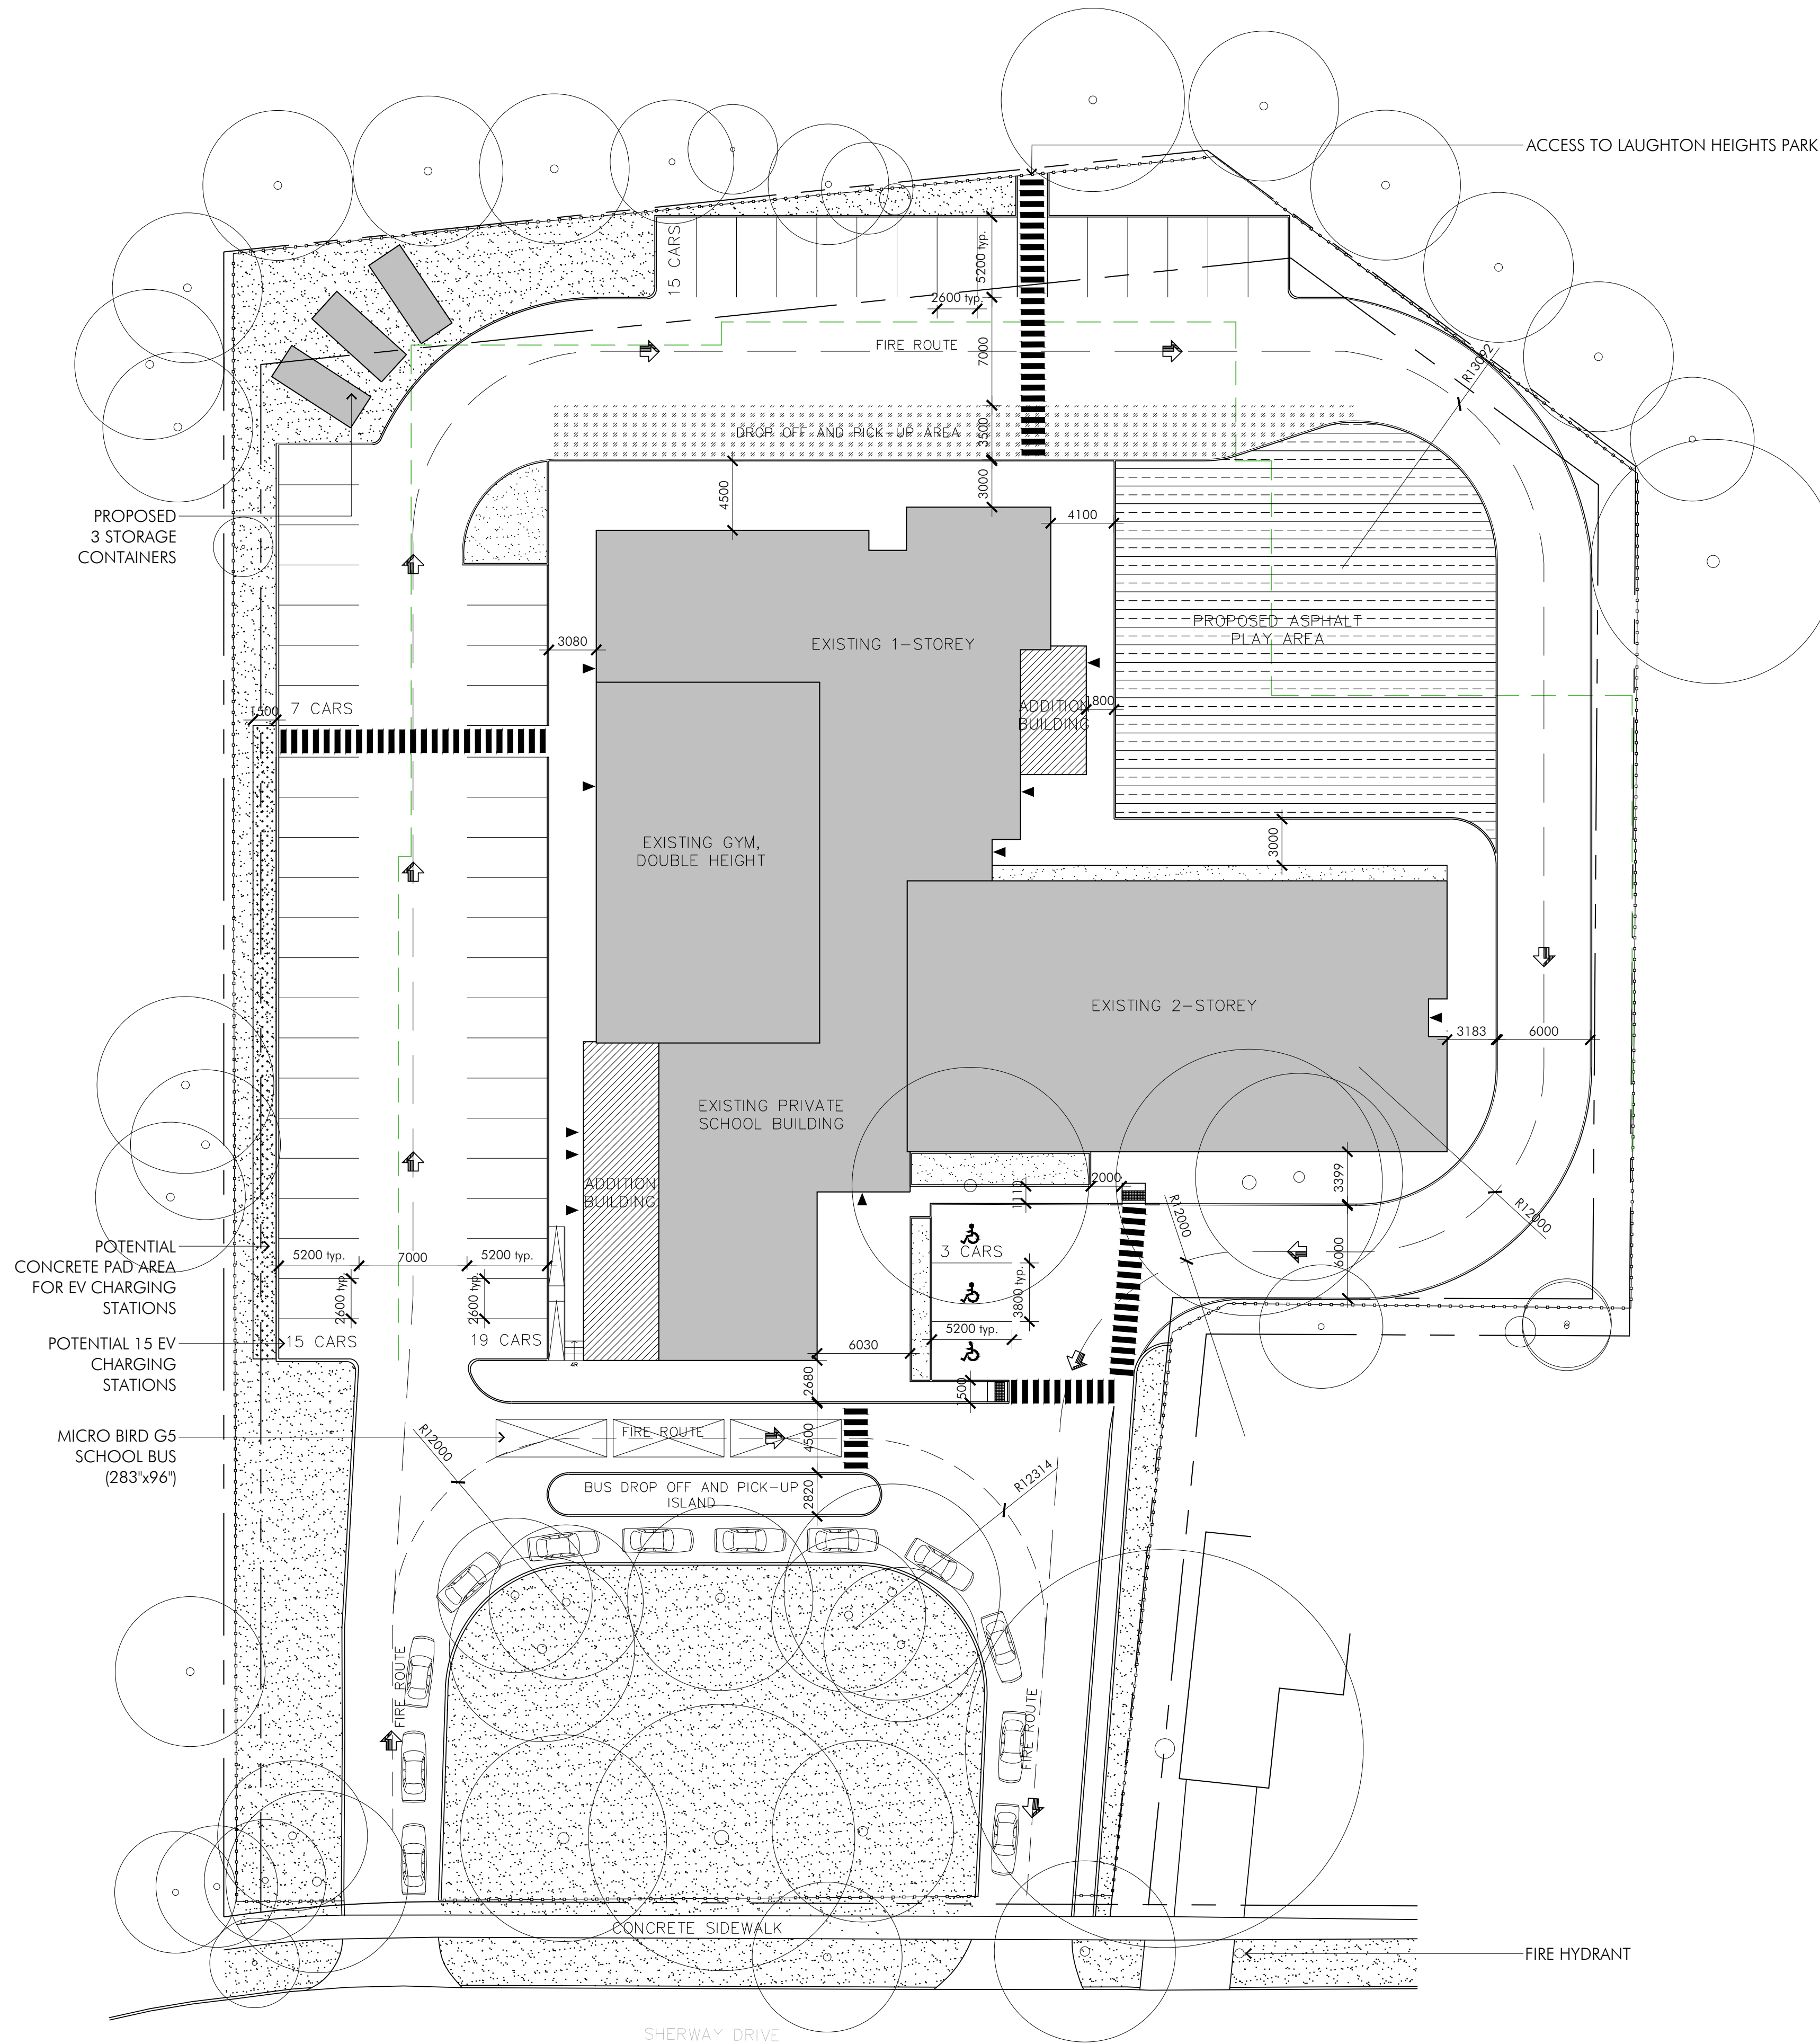 ACCESS TO LAUGHTON HEIGHTS PARK
15 CARS
5200 typ.
2600 typ.
FIRE ROUTE
7000
R13092
DROP OFF AND PICK-UP AREA
3500
4500
3000
4100
PROPOSED
3 STORAGE
CONTAINERS
EXISTING 1-STOREY
PROPOSED ASPHALT
PLAY AREA
3080
1500
7 CARS
ADDITION
BUILDING
1800
EXISTING GYM,
DOUBLE HEIGHT
3000
EXISTING 2-STOREY
3183
6000
EXISTING PRIVATE
SCHOOL BUILDING
ADDITION
BUILDING
2000
1110
3399
R12000
R12000
3 CARS
6000
POTENTIAL
CONCRETE PAD AREA
FOR EV CHARGING
STATIONS
5200 typ.
7000
5200 typ.
2600 typ.
2600 typ.
3800 typ.
5200 typ.
POTENTIAL 15 EV
CHARGING
STATIONS
15 CARS
19 CARS
4R
6030
2680
1500
MICRO BIRD G5
SCHOOL BUS
(283"x96")
R12000
FIRE ROUTE
4500
R12314
BUS DROP OFF AND PICK-UP
ISLAND
2820
FIRE ROUTE
FIRE ROUTE
CONCRETE SIDEWALK
FIRE HYDRANT
SHERWAY DRIVE